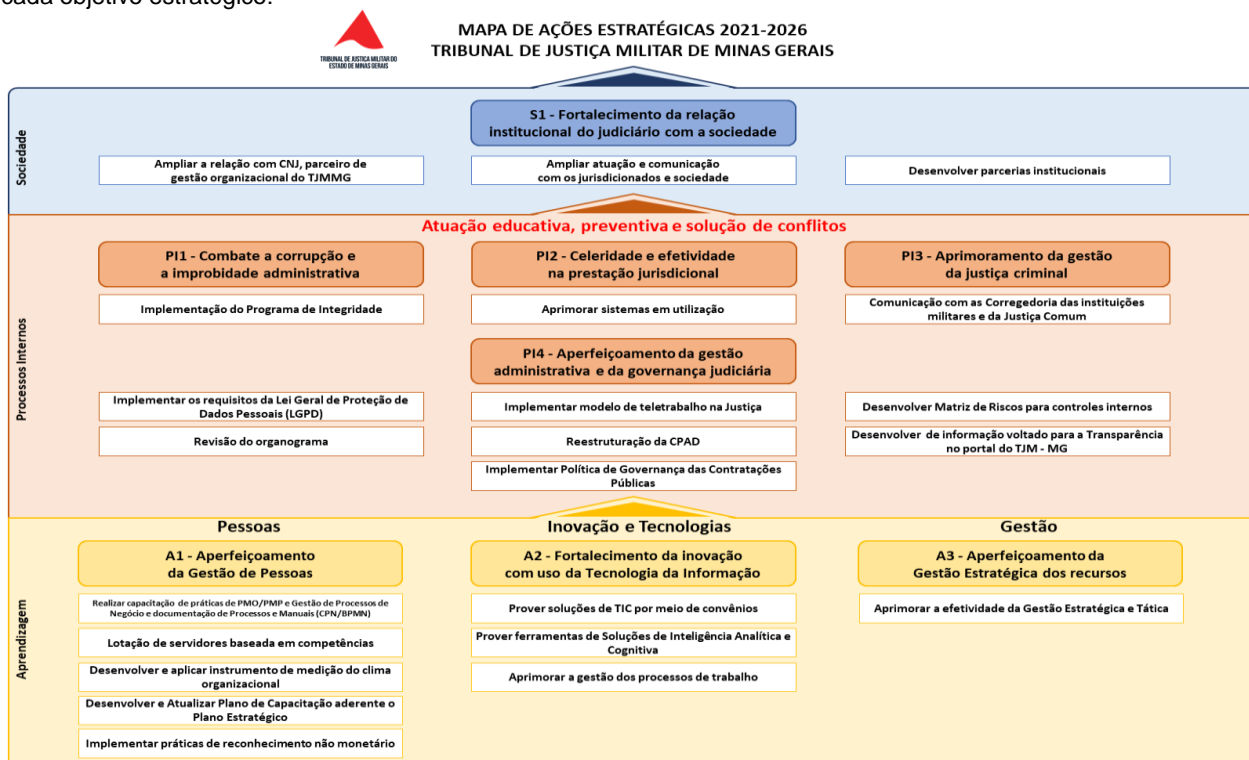 cada objetivo estratégico.
TRIBUNAL DE JUSTIÇA MILITAR DO
ESTADO DE MINAS GERAIS
MAPA DE AÇÕES ESTRATÉGICAS 2021-2026
TRIBUNAL DE JUSTIÇA MILITAR DE MINAS GERAIS
Sociedade
S1 - Fortalecimento da relação
institucional do judiciário com a sociedade
Ampliar a relação com CNJ, parceiro de
gestão organizacional do TJMMG
Ampliar atuação e comunicação
com os jurisdicionados e sociedade
Desenvolver parcerias institucionais
Processos Internos
Atuação educativa, preventiva e solução de conflitos
PI1 - Combate a corrupção e
a improbidade administrativa
PI2 - Celeridade e efetividade
na prestação jurisdicional
PI3 - Aprimoramento da gestão
da justiça criminal
Implementação do Programa de Integridade
Aprimorar sistemas em utilização
Comunicação com as Corregedoria das instituições
militares e da Justiça Comum
PI4 - Aperfeiçoamento da gestão
administrativa e da governança judiciária
Implementar os requisitos da Lei Geral de Proteção de
Dados Pessoais (LGPD)
Implementar modelo de teletrabalho na Justiça
Desenvolver Matriz de Riscos para controles internos
Revisão do organograma
Reestruturação da CPAD
Desenvolver de informação voltado para a Transparência
no portal do TJM - MG
Implementar Política de Governança das Contratações
Públicas
Aprendizagem
Pessoas
Inovação e Tecnologias
Gestão
A1 - Aperfeiçoamento
da Gestão de Pessoas
A2 - Fortalecimento da inovação
com uso da Tecnologia da Informação
A3 - Aperfeiçoamento da
Gestão Estratégica dos recursos
Realizar capacitação de práticas de PMO/PMP e Gestão de Processos de
Negócio e documentação de Processos e Manuais (CPN/BPMN)
Prover soluções de TIC por meio de convênios
Aprimorar a efetividade da Gestão Estratégica e Tática
Lotação de servidores baseada em competências
Prover ferramentas de Soluções de Inteligência Analítica e
Cognitiva
Desenvolver e aplicar instrumento de medição do clima
organizacional
Aprimorar a gestão dos processos de trabalho
Desenvolver e Atualizar Plano de Capacitação aderente o
Plano Estratégico
Implementar práticas de reconhecimento não monetário